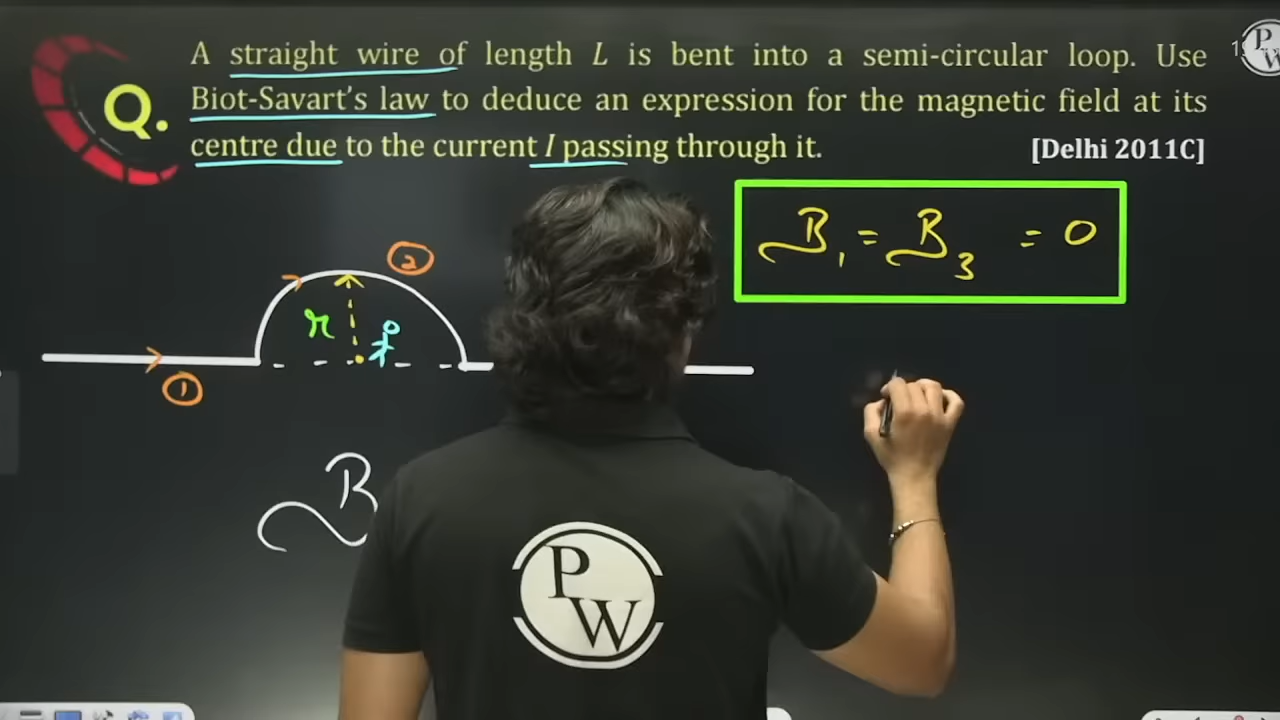 A straight wire of length L is bent into a semi-circular loop. Use
Q. Biot-Savart's law to deduce an expression for the magnetic field at its
centre due to the current I passing through it. [Delhi 2011C]
B₁ = B₃ = 0
②
r
P
①
B
P
W
P
W